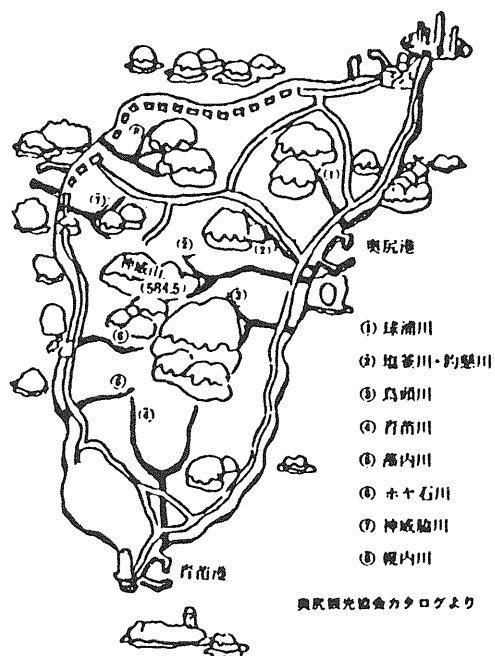 奥尻港
神威山
(584.5)
(1)
(2)
(2)
(3)
(4)
(5)
(6)
(7)
青苗港
① 球浦川
② 塩釜川・釣懸川
③ 烏頭川
④ 青苗川
⑤ 藻内川
⑥ ホヤ石川
⑦ 神威脇川
⑧ 幌内川
奥尻観光協会カタログより